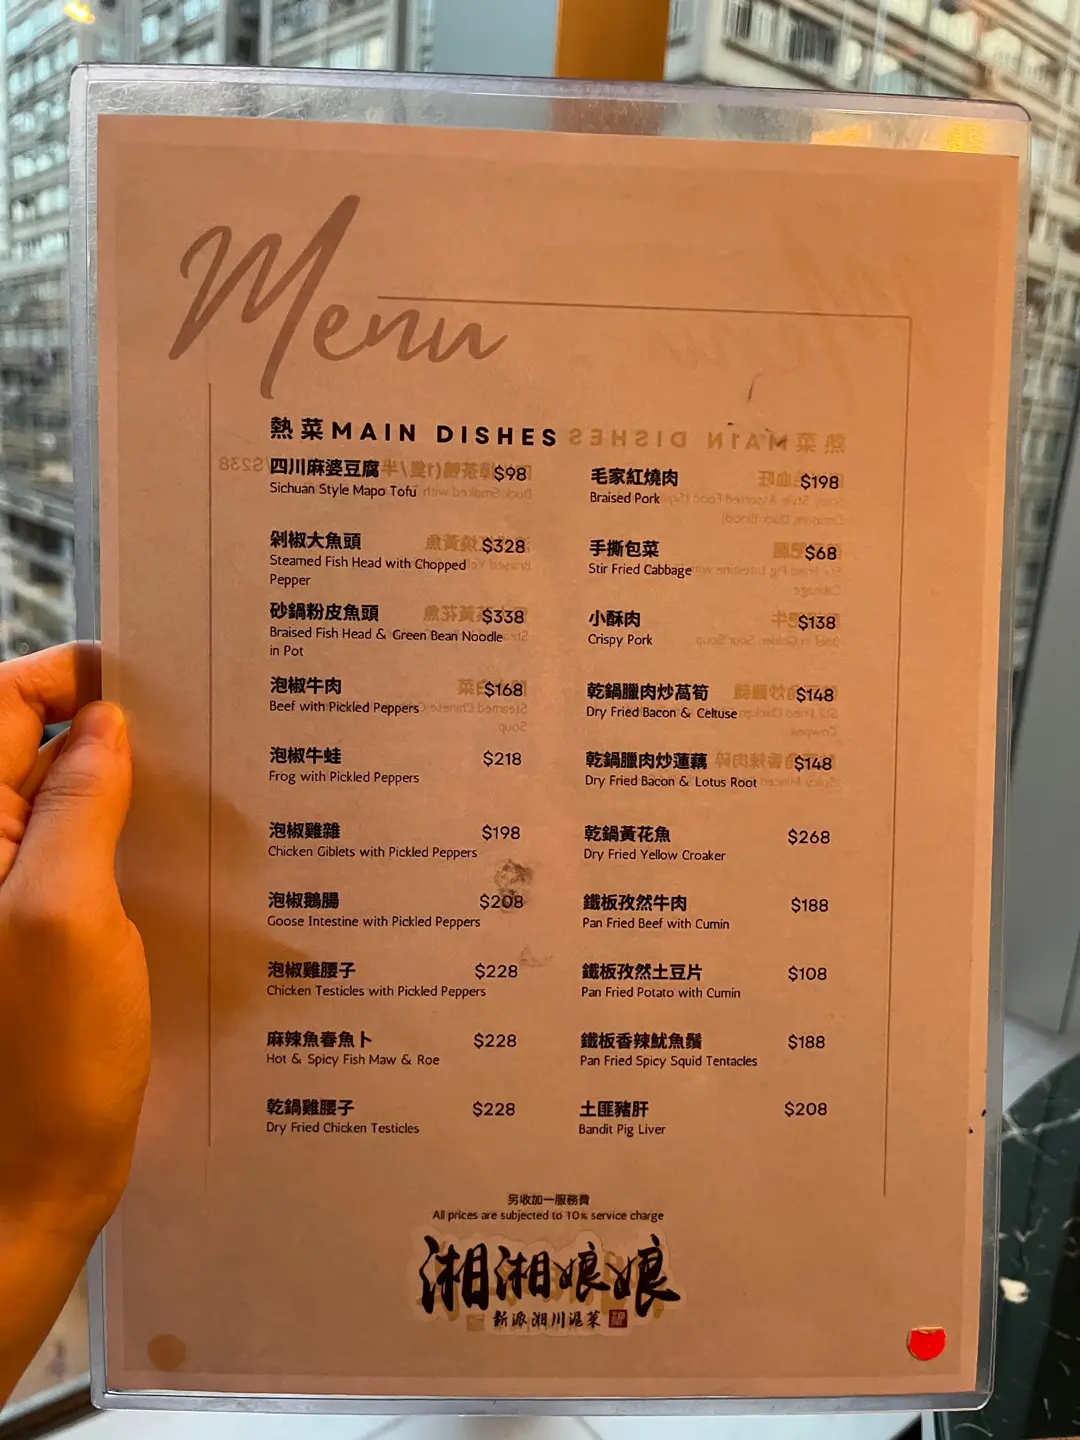 Menu
熱菜MAIN DISHES
四川麻婆豆腐 $98
Sichuan Style Mapo Tofu
剁椒大魚頭 $328
Steamed Fish Head with Chopped
Pepper
砂鍋粉皮魚頭 $338
Braised Fish Head & Green Bean Noodle
in Pot
泡椒牛肉 $168
Beef with Pickled Peppers
泡椒牛蛙 $218
Frog with Pickled Peppers
泡椒雞雜 $198
Chicken Giblets with Pickled Peppers
泡椒鵝腸 $208
Goose Intestine with Pickled Peppers
泡椒雞腰子 $228
Chicken Testicles with Pickled Peppers
麻辣魚春魚卜 $228
Hot & Spicy Fish Maw & Roe
乾鍋雞腰子 $228
Dry Fried Chicken Testicles
毛家紅燒肉 $198
Braised Pork
手撕包菜 $68
Stir Fried Cabbage
小酥肉 $138
Crispy Pork
乾鍋臘肉炒萵筍 $148
Dry Fried Bacon & Celtuse
乾鍋臘肉炒蓮藕 $148
Dry Fried Bacon & Lotus Root
乾鍋黃花魚 $268
Dry Fried Yellow Croaker
鐵板孜然牛肉 $188
Pan Fried Beef with Cumin
鐵板孜然土豆片 $108
Pan Fried Potato with Cumin
鐵板香辣魷魚鬚 $188
Pan Fried Spicy Squid Tentacles
土匪豬肝 $208
Bandit Pig Liver
另收加一服務費
All prices are subjected to 10% service charge
湘湘娘娘
新派湘川滬菜